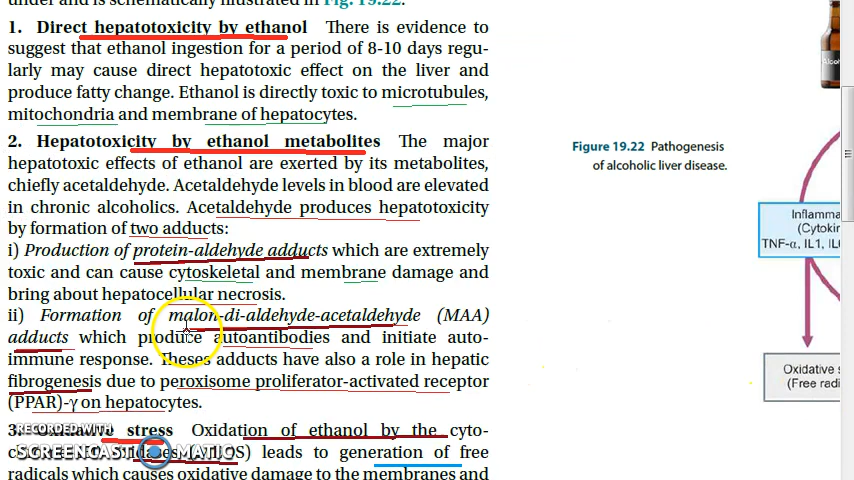 under and is schematically illustrated in Fig. 19.22.
1. Direct hepatotoxicity by ethanol There is evidence to
suggest that ethanol ingestion for a period of 8-10 days regu-
larly may cause direct hepatotoxic effect on the liver and
produce fatty change. Ethanol is directly toxic to microtubules,
mitochondria and membrane of hepatocytes.
2. Hepatotoxicity by ethanol metabolites The major
hepatotoxic effects of ethanol are exerted by its metabolites,
chiefly acetaldehyde. Acetaldehyde levels in blood are elevated
in chronic alcoholics. Acetaldehyde produces hepatotoxicity
by formation of two adducts:
i) Production of protein-aldehyde adducts which are extremely
toxic and can cause cytoskeletal and membrane damage and
bring about hepatocellular necrosis.
ii) Formation of malon-di-aldehyde-acetaldehyde (MAA)
adducts which produce autoantibodies and initiate auto-
immune response. Theses adducts have also a role in hepatic
fibrogenesis due to peroxisome proliferator-activated receptor
(PPAR)-γ on hepatocytes.
3. stress Oxidation of ethanol by the cyto-
leads to generation of free
radicals which causes oxidative damage to the membranes and
RECORDED WITH
SCREENCAST MATIC
Figure 19.22 Pathogenesis
of alcoholic liver disease.
Alcoh
Inflamma
(Cytokin
TNF-α, IL1, IL
Oxidative s
(Free radi